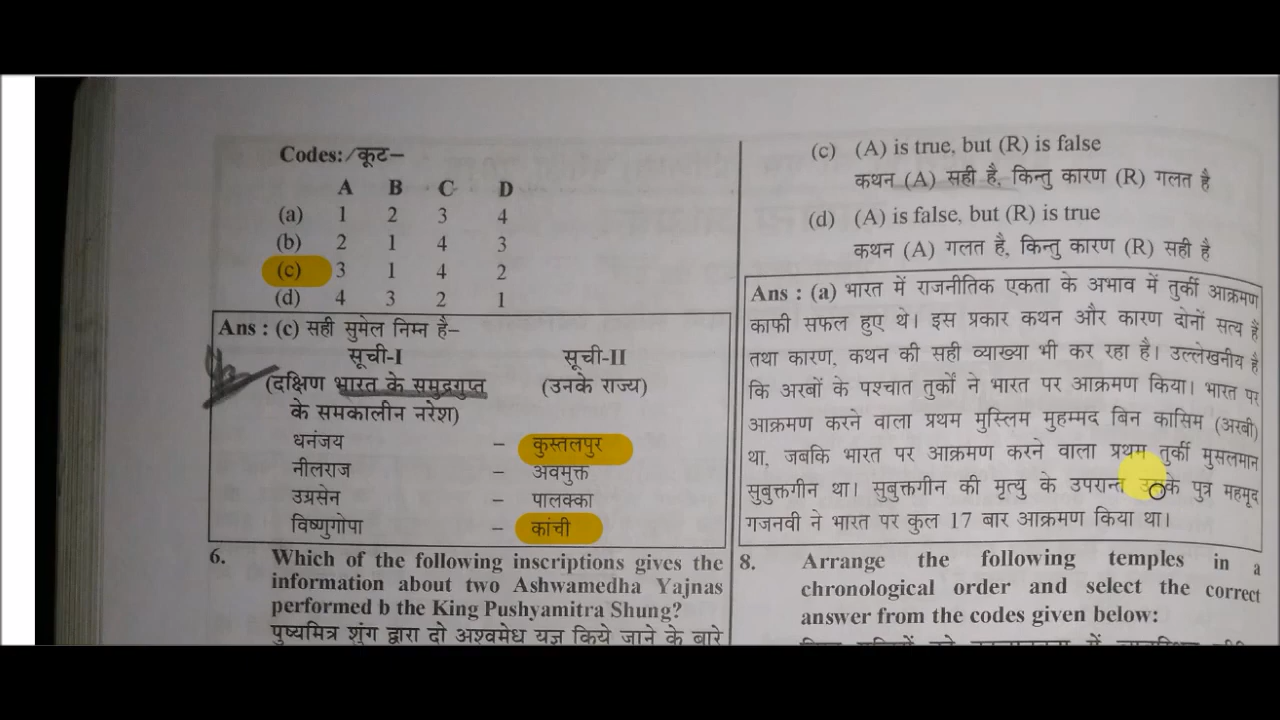 Codes:/कूट–
A B C D
(a) 1 2 3 4
(b) 2 1 4 3
(c) 3 1 4 2
(d) 4 3 2 1
Ans : (c) सही सुमेल निम्न है–
सूची-I सूची-II
(दक्षिण भारत के समुद्रगुप्त (उनके राज्य)
के समकालीन नरेश)
धनंजय – कुस्तलपुर
नीलराज – अवमुक्त
उग्रसेन – पालक्का
विष्णुगोपा – कांची
6. Which of the following inscriptions gives the
information about two Ashwamedha Yajnas
performed b the King Pushyamitra Shung?
पुष्यमित्र शुंग द्वारा दो अश्वमेध यज्ञ किये जाने के बारे
(c) (A) is true, but (R) is false
कथन (A) सही है, किन्तु कारण (R) गलत है
(d) (A) is false, but (R) is true
कथन (A) गलत है, किन्तु कारण (R) सही है
Ans : (a) भारत में राजनीतिक एकता के अभाव में तुर्की आक्रमण
काफी सफल हुए थे। इस प्रकार कथन और कारण दोनों सत्य हैं
तथा कारण, कथन की सही व्याख्या भी कर रहा है। उल्लेखनीय है
कि अरबों के पश्चात तुर्कों ने भारत पर आक्रमण किया। भारत पर
आक्रमण करने वाला प्रथम मुस्लिम मुहम्मद बिन कासिम (अरबी)
था, जबकि भारत पर आक्रमण करने वाला प्रथम तुर्की मुसलमान
सुबुक्तगीन था। सुबुक्तगीन की मृत्यु के उपरान्त उसके पुत्र महमूद
गजनवी ने भारत पर कुल 17 बार आक्रमण किया था।
8. Arrange the following temples in a
chronological order and select the correct
answer from the codes given below: